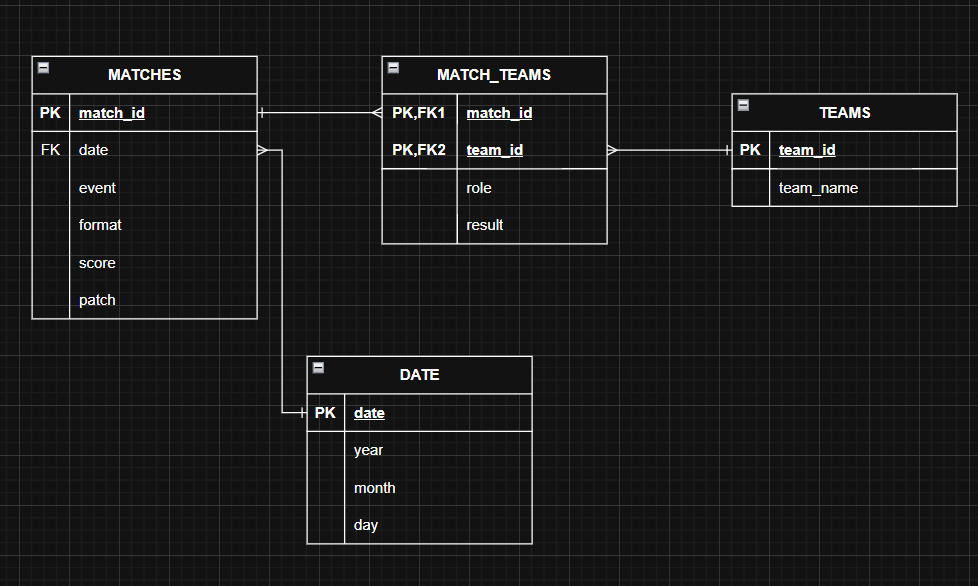 MATCHES
PK match_id
FK date
event
format
score
patch
MATCH_TEAMS
PK,FK1 match_id
PK,FK2 team_id
role
result
TEAMS
PK team_id
team_name
DATE
PK date
year
month
day